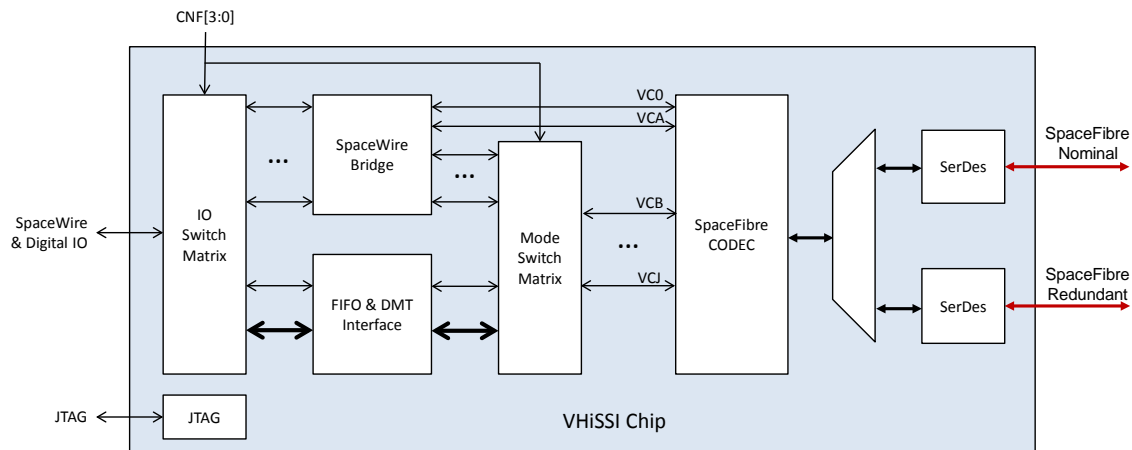 CNF[3:0]
VC0
VCA
SpaceWire
Bridge
...
...
IO
Switch
Matrix
SpaceWire
& Digital IO
Mode
Switch
Matrix
VCB
...
VCJ
SpaceFibre
CODEC
SerDes
SpaceFibre
Nominal
SerDes
SpaceFibre
Redundant
FIFO & DMT
Interface
JTAG
JTAG
VHiSSI Chip